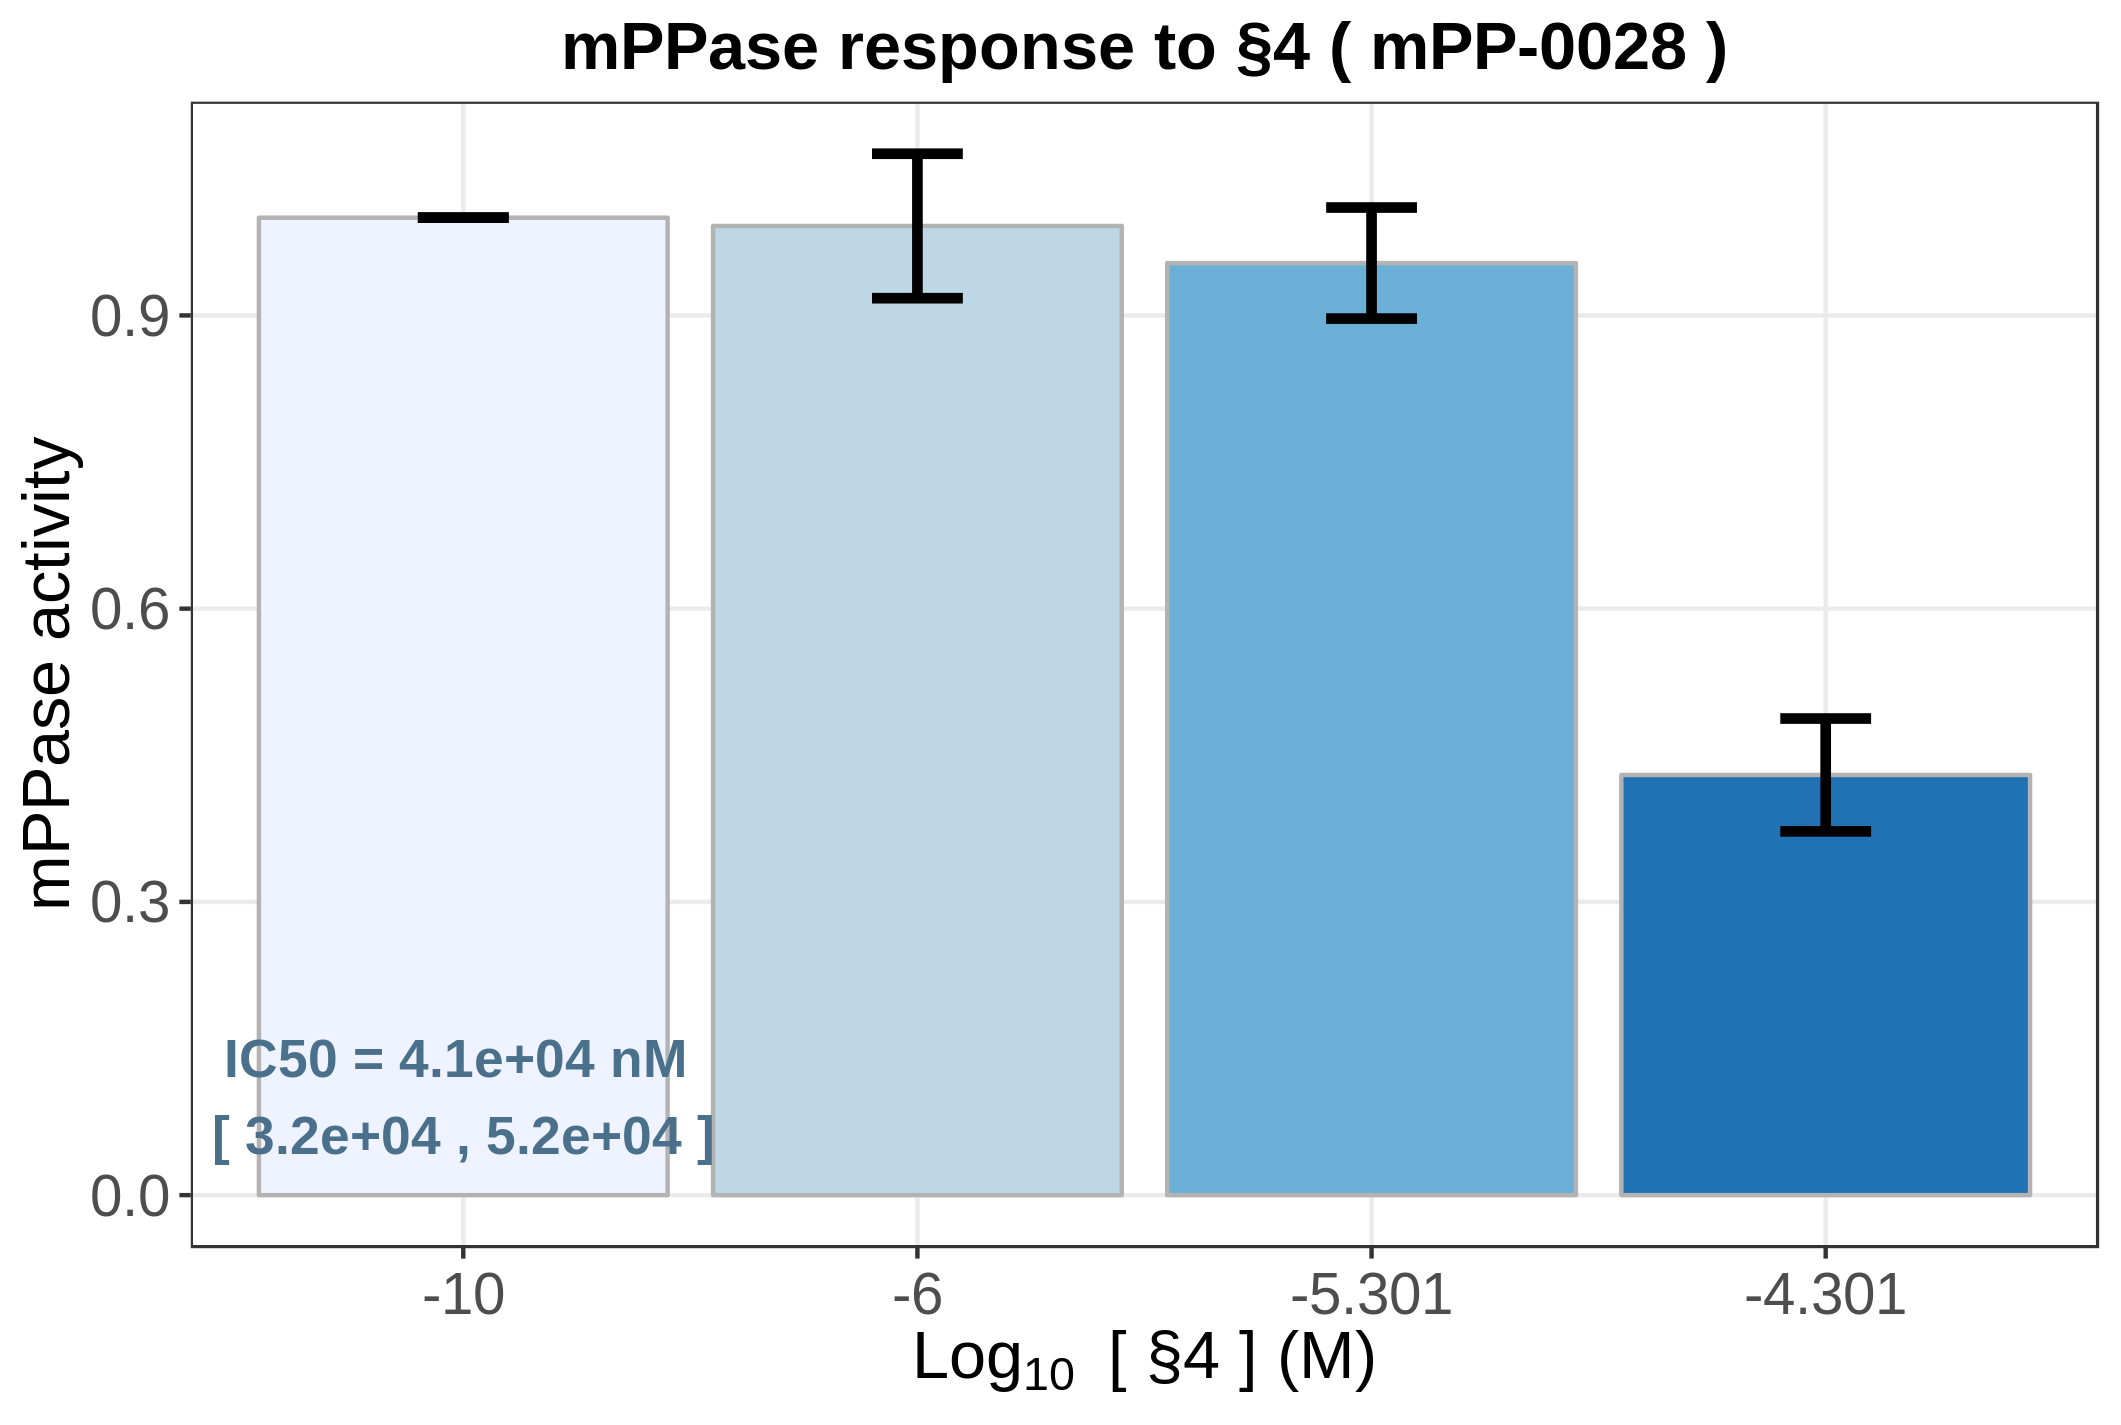 mPPase response to §4 ( mPP-0028 )
mPPase activity
0.9
0.6
0.3
0.0
IC50 = 4.1e+04 nM
[ 3.2e+04 , 5.2e+04 ]
-10
-6
-5.301
-4.301
Log10 [ §4 ] (M)